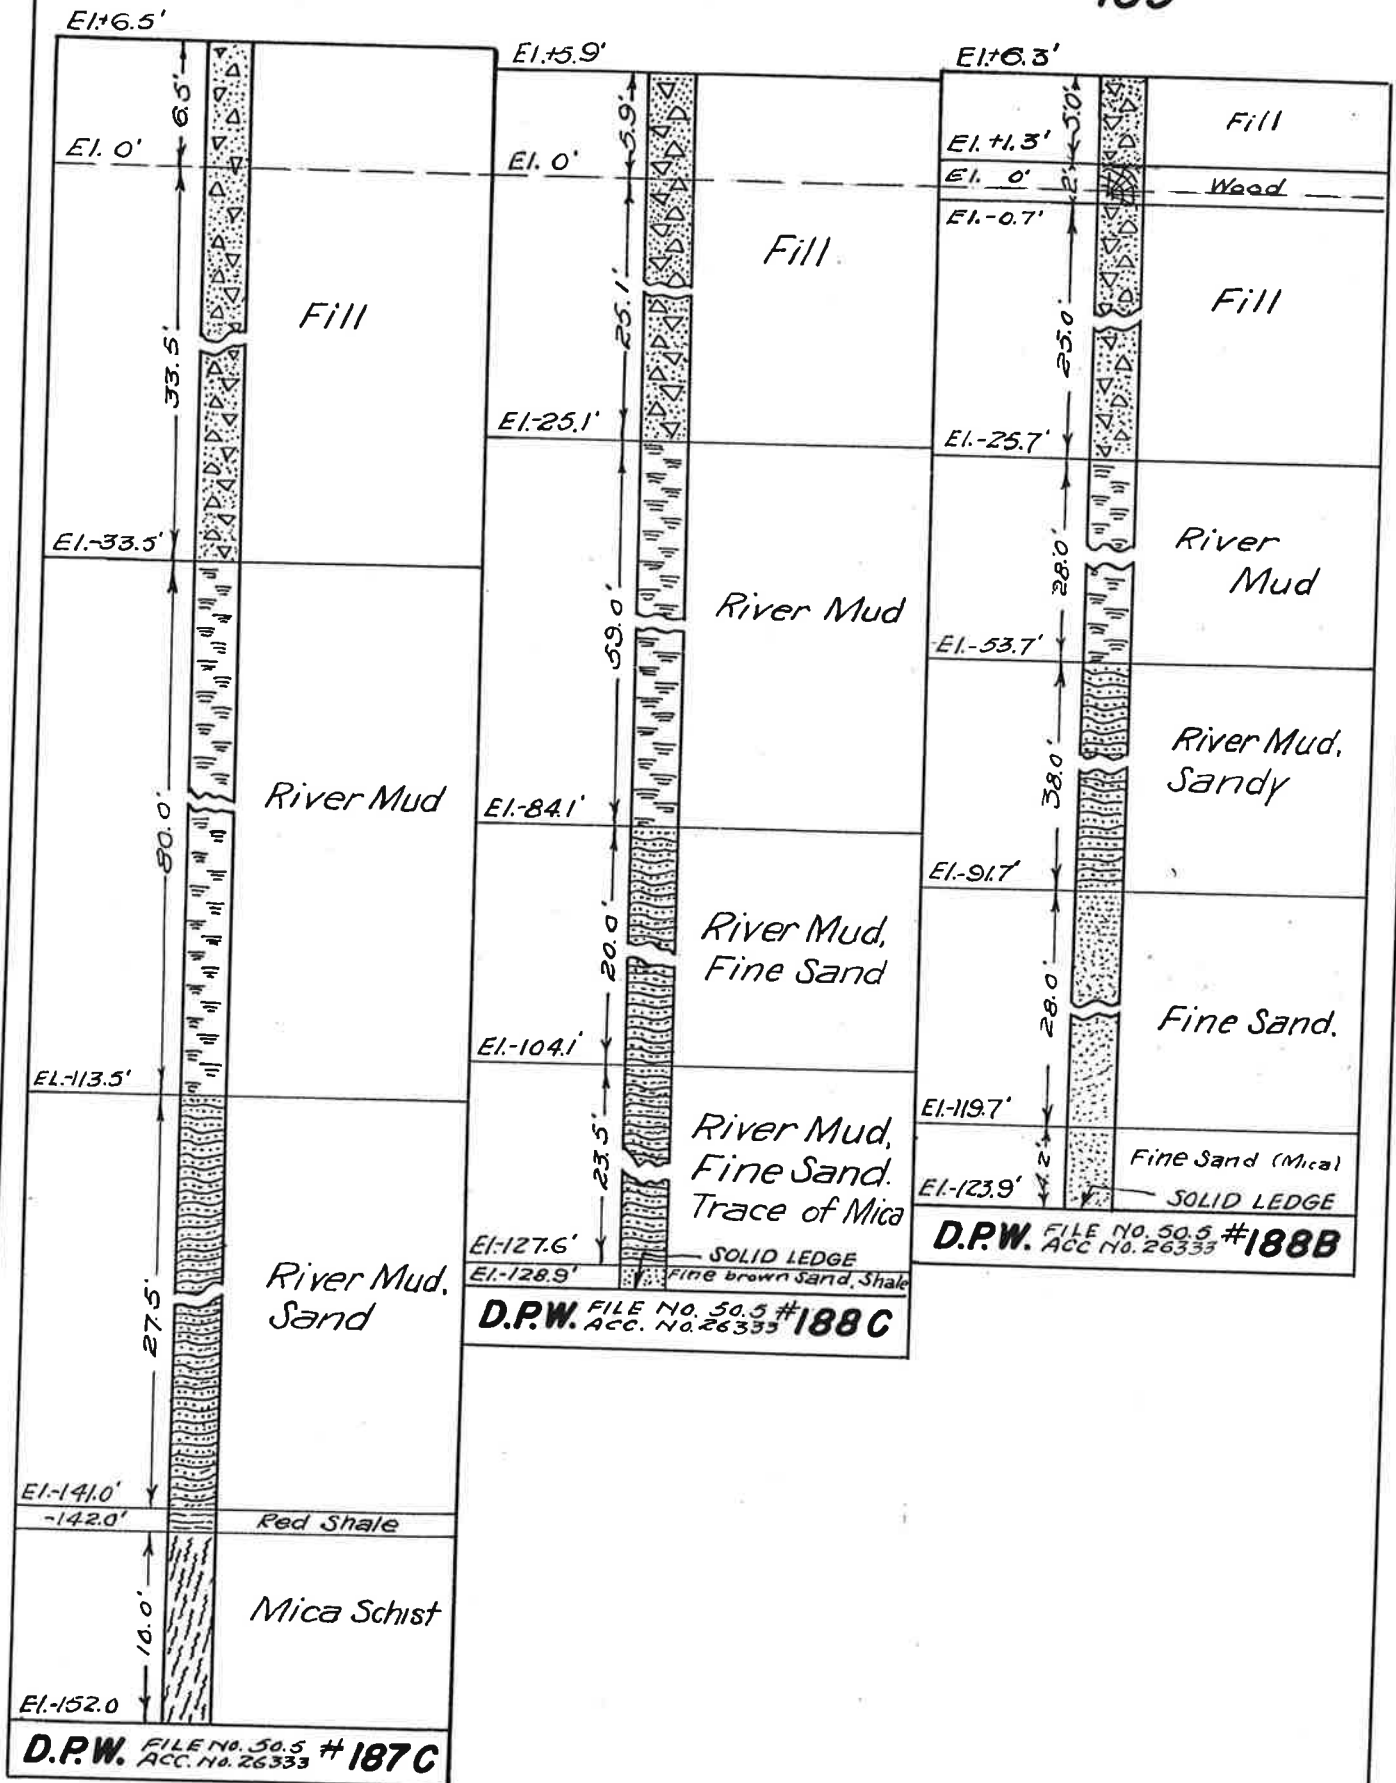 El.+6.5'
6.5'
El. 0'
33.5'
Fill
El.-33.5'
80.0'
River Mud
El.-113.5'
27.5'
River Mud,
Sand
El.-141.0'
-142.0'
Red Shale
10.0'
Mica Schist
El.-152.0
D.P.W. FILE NO. 50.5 ACC. NO. 26333 #187C
El.+5.9'
5.9'
El. 0'
25.1'
Fill
El.-25.1'
59.0'
River Mud
El.-84.1'
20.0'
River Mud,
Fine Sand
El.-104.1'
23.5'
River Mud,
Fine Sand.
Trace of Mica
El.-127.6'
SOLID LEDGE
El.-128.9'
Fine brown Sand, Shale
D.P.W. FILE NO. 50.5 ACC. NO. 26333 #188C
El.+6.3'
5.0'
Fill
El.+1.3'
El. 0'
2'
Wood
El.-0.7'
25.0'
Fill
El.-25.7'
28.0'
River
Mud
El.-53.7'
38.0'
River Mud,
Sandy
El.-91.7'
28.0'
Fine Sand.
El.-119.7'
4.2'
Fine Sand (Mica)
El.-123.9'
SOLID LEDGE
D.P.W. FILE NO. 50.5 ACC NO. 26333 #188B